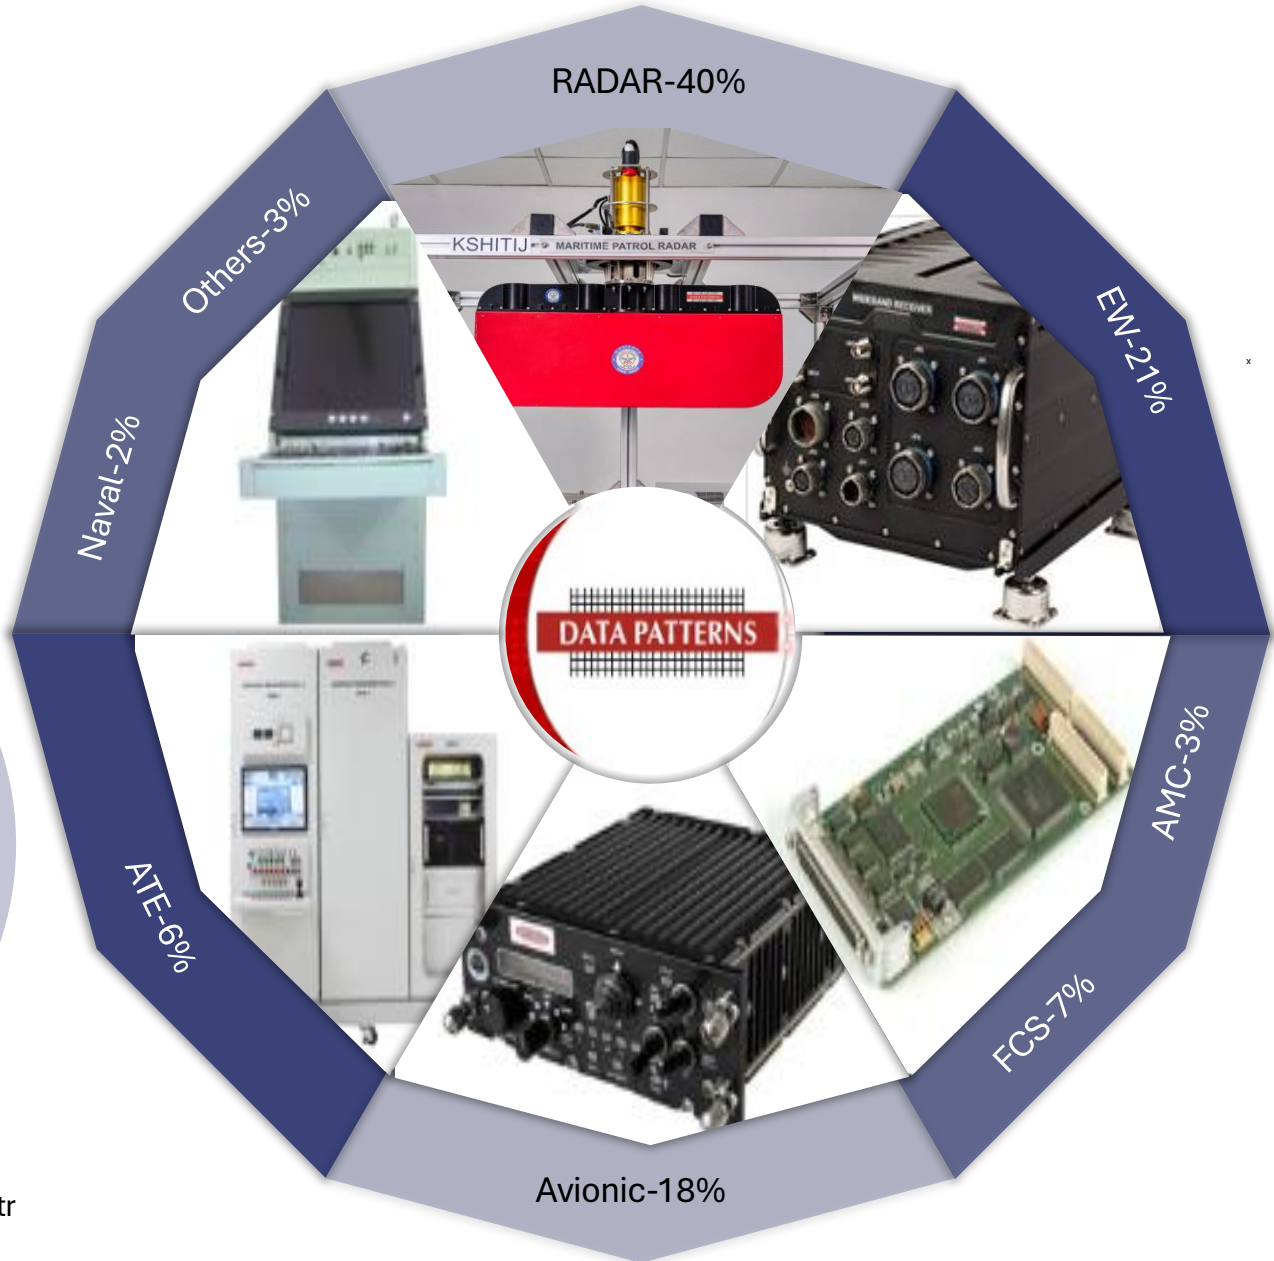 RADAR-40%
EW-21%
AMC-3%
FCS-7%
Avionic-18%
ATE-6%
Naval-2%
Others-3%
KSHITIJ
MARITIME PATROL RADAR
WIDEBAND RECEIVER
DATA PATTERNS
x
tr